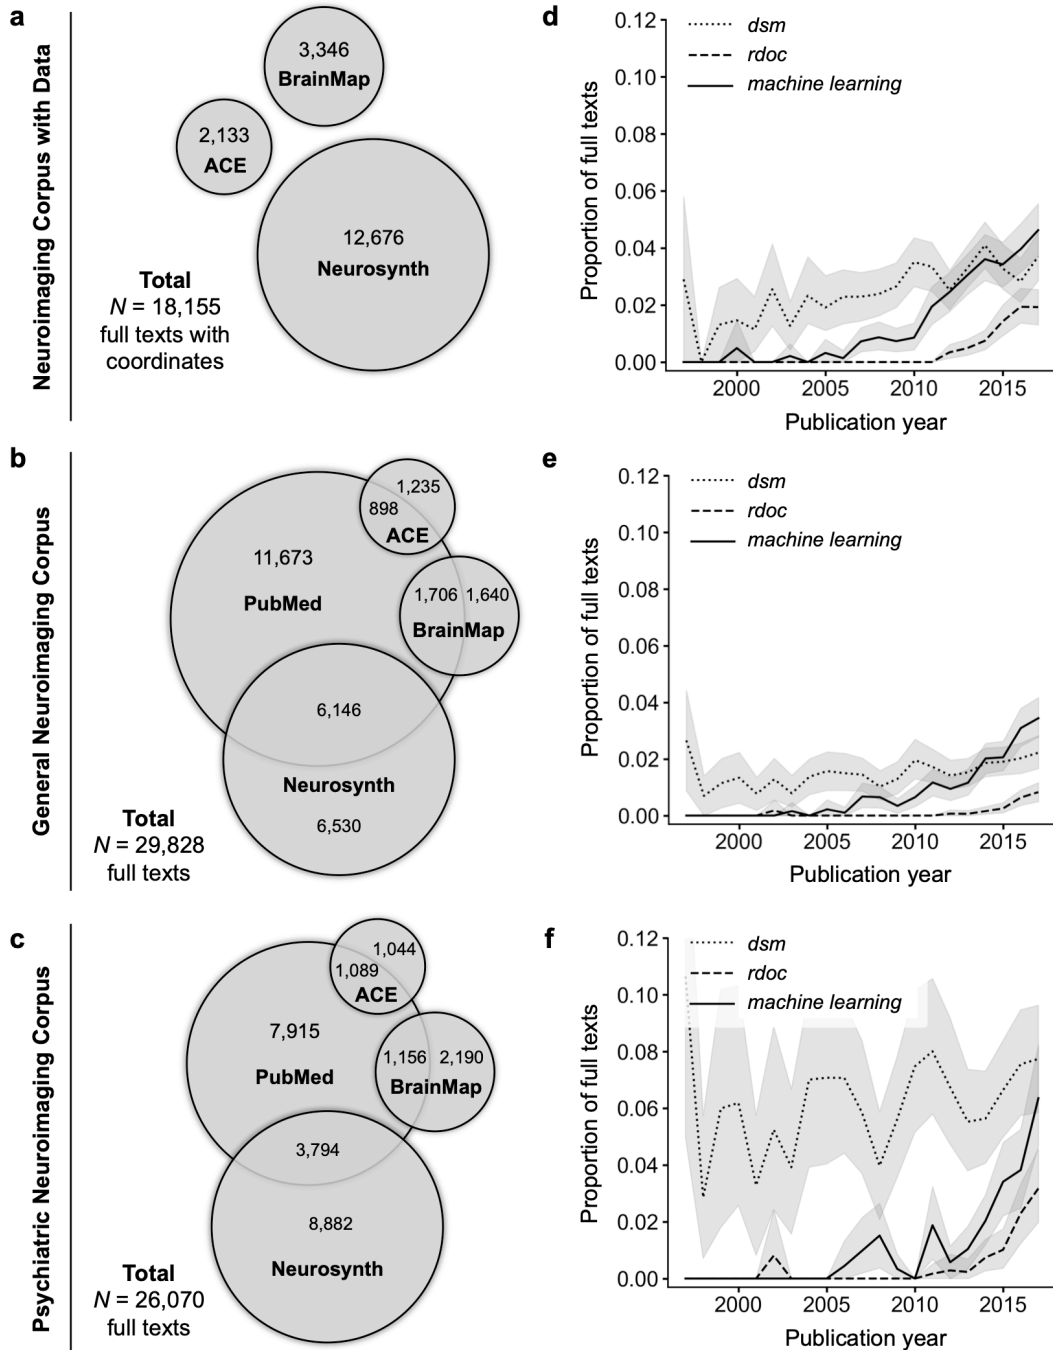 a
Neuroimaging Corpus with Data
3,346
BrainMap
2,133
ACE
12,676
Neurosynth
Total
N = 18,155
full texts with
coordinates
d
Proportion of full texts
0.12
0.10
0.08
0.06
0.04
0.02
0.00
dsm
rdoc
machine learning
2000
2005
2010
2015
Publication year
b
General Neuroimaging Corpus
1,235
898
ACE
11,673
PubMed
1,706
1,640
BrainMap
6,146
Neurosynth
6,530
Total
N = 29,828
full texts
e
Proportion of full texts
0.12
0.10
0.08
0.06
0.04
0.02
0.00
dsm
rdoc
machine learning
2000
2005
2010
2015
Publication year
c
Psychiatric Neuroimaging Corpus
1,044
1,089
ACE
7,915
PubMed
1,156
2,190
BrainMap
3,794
8,882
Neurosynth
Total
N = 26,070
full texts
f
Proportion of full texts
0.12
0.10
0.08
0.06
0.04
0.02
0.00
dsm
rdoc
machine learning
2000
2005
2010
2015
Publication year